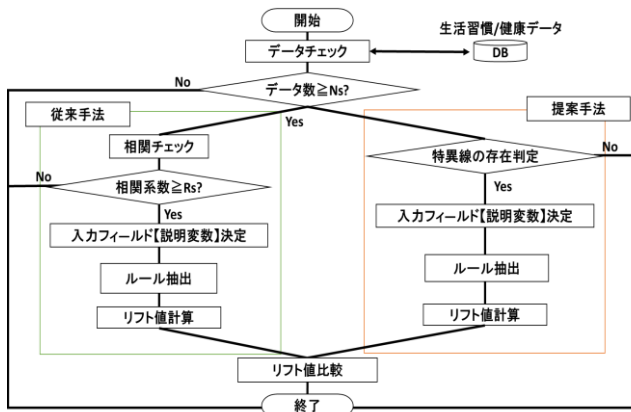 開始
生活習慣/健康データ
データチェック
DB
No
データ数≧Ns?
従来手法
提案手法
Yes
相関チェック
特異線の存在判定
No
No
相関係数≧Rs?
Yes
Yes
入力フィールド【説明変数】決定
入力フィールド【説明変数】決定
ルール抽出
ルール抽出
リフト値計算
リフト値計算
リフト値比較
終了